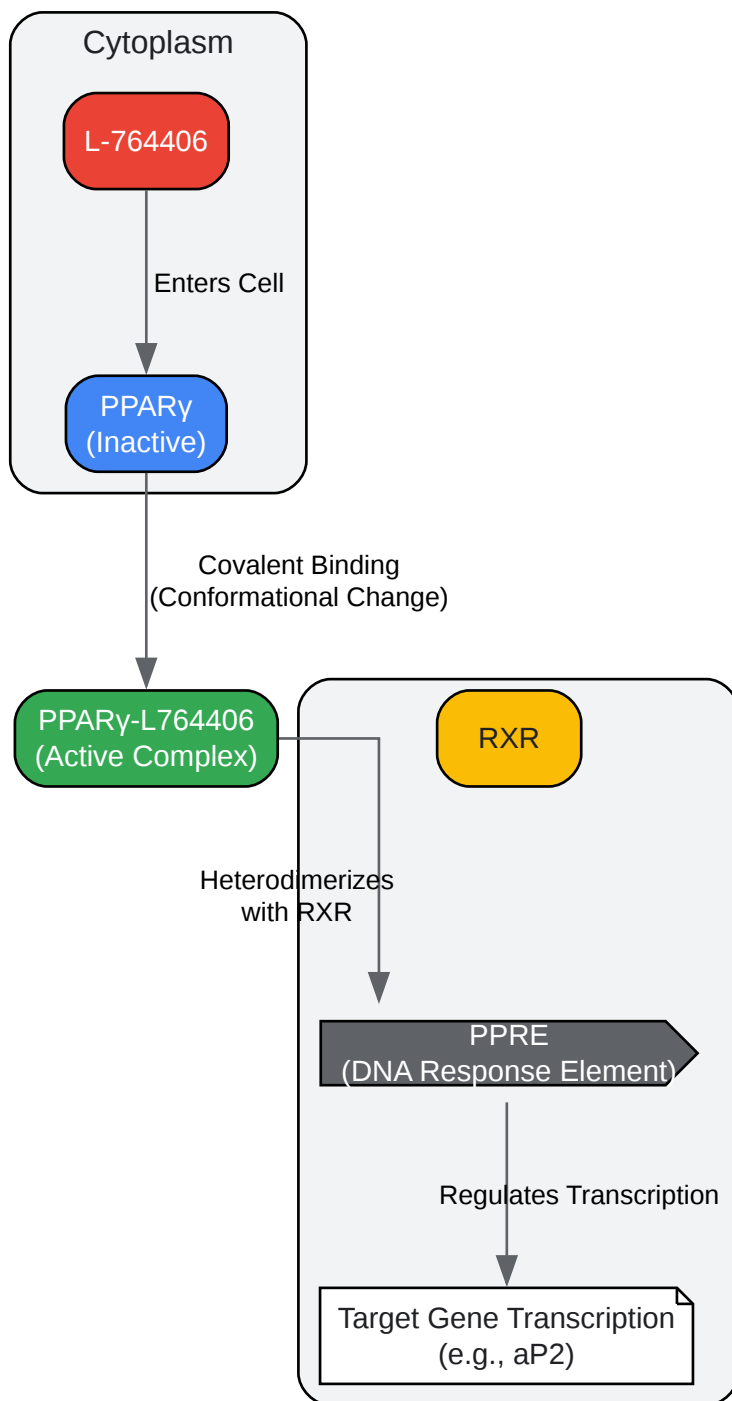 Cytoplasm
L-764406
Enters Cell
PPARγ
(Inactive)
Covalent Binding
(Conformational Change)
PPARγ-L764406
(Active Complex)
RXR
Heterodimerizes
with RXR
PPRE
(DNA Response Element)
Regulates Transcription
Target Gene Transcription
(e.g., aP2)